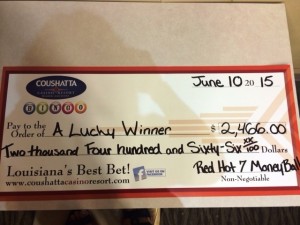 COUSHATTA
June 10 20 15
BINGO
Pay to the
Order of A Lucky Winner $ 2,466.00
Two thousand Four hundred and Sixty-Six xx/100 Dollars
Louisiana's Best Bet! Red Hot 7 Money Ball
www.coushattacasinoresort.com Non-Negotiable